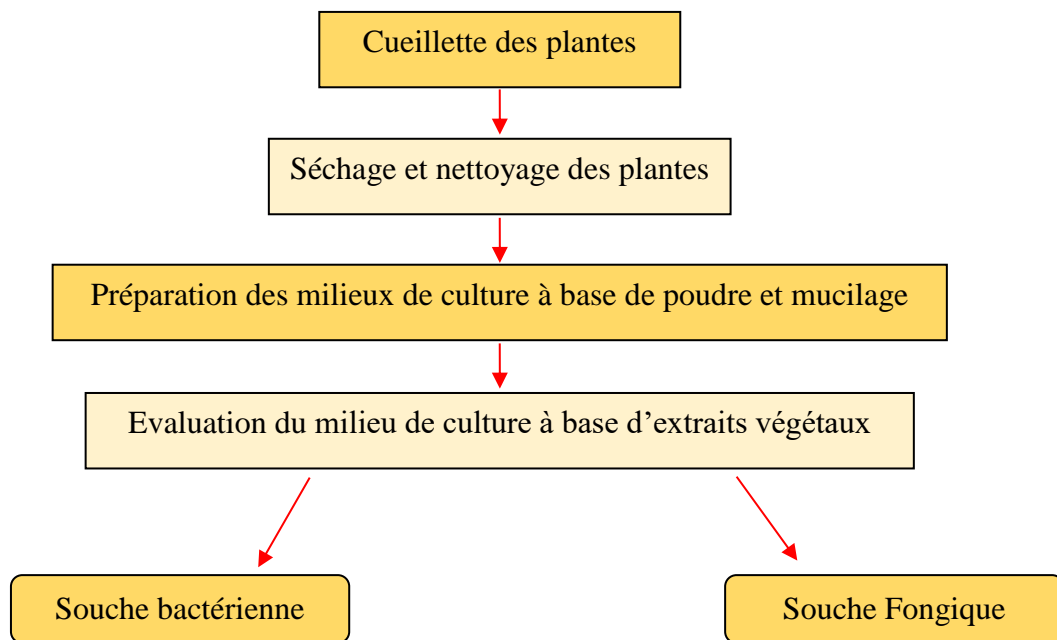 Cueillette des plantes
Séchage et nettoyage des plantes
Préparation des milieux de culture à base de poudre et mucilage
Evaluation du milieu de culture à base d’extraits végétaux
Souche bactérienne
Souche Fongique